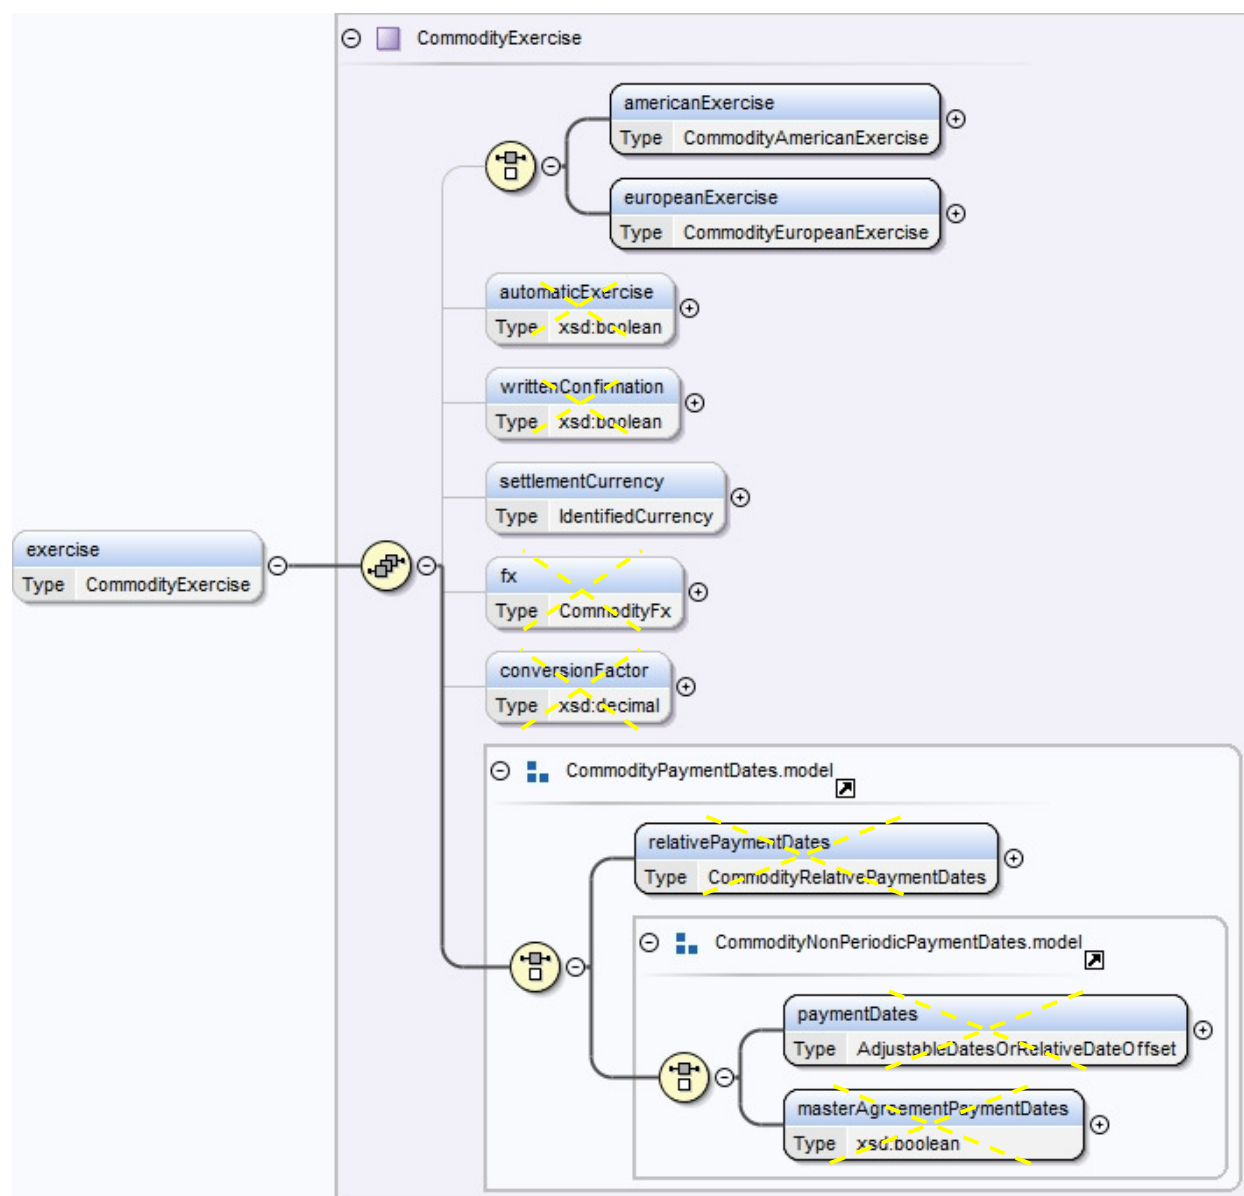 CommodityExercise
americanExercise
Type CommodityAmericanExercise
europeanExercise
Type CommodityEuropeanExercise
automaticExercise
Type xsd:boolean
writtenConfirmation
Type xsd:boolean
settlementCurrency
Type IdentifiedCurrency
exercise
Type CommodityExercise
fx
Type CommodityFx
conversionFactor
Type xsd:decimal
CommodityPaymentDates.model
relativePaymentDates
Type CommodityRelativePaymentDates
CommodityNonPeriodicPaymentDates.model
paymentDates
Type AdjustableDatesOrRelativeDateOffset
masterAgreementPaymentDates
Type xsd:boolean